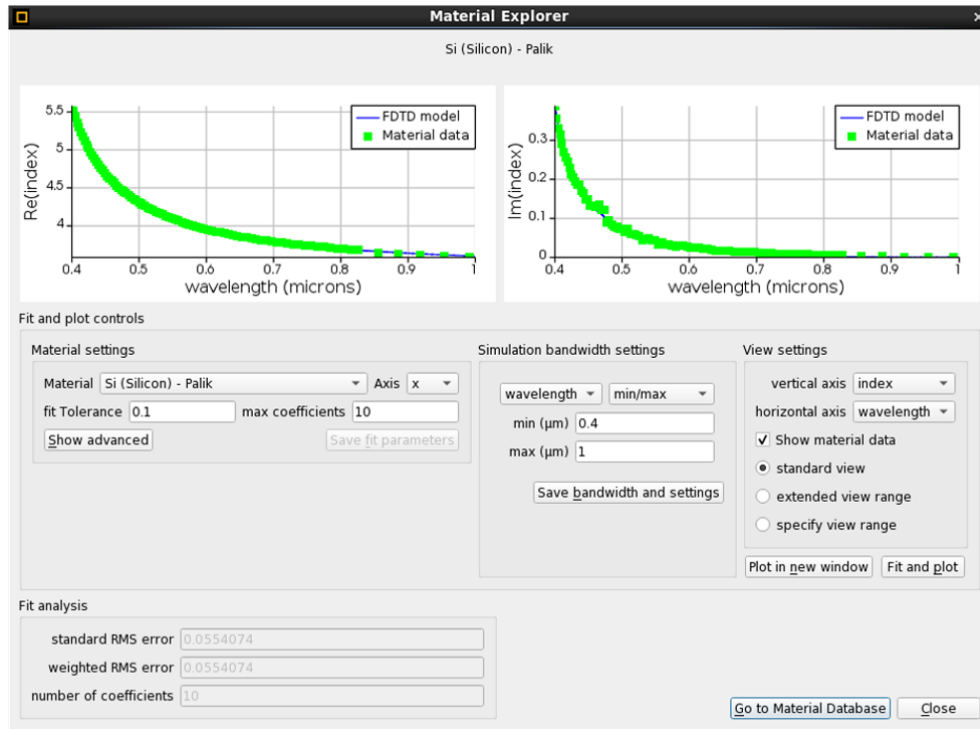 Material Explorer
Si (Silicon) - Palik
5.5
5
4.5
4
Re(index)
FDTD model
Material data
0.4 0.5 0.6 0.7 0.8 0.9 1
wavelength (microns)
0.3
0.2
0.1
0
Im(index)
FDTD model
Material data
0.4 0.5 0.6 0.7 0.8 0.9 1
wavelength (microns)
Fit and plot controls
Material settings
Material Si (Silicon) - Palik Axis x
fit Tolerance 0.1 max coefficients 10
Show advanced Save fit parameters
Simulation bandwidth settings
wavelength min/max
min (μm) 0.4
max (μm) 1
Save bandwidth and settings
View settings
vertical axis index
horizontal axis wavelength
Show material data
standard view
extended view range
specify view range
Plot in new window Fit and plot
Fit analysis
standard RMS error 0.0554074
weighted RMS error 0.0554074
number of coefficients 10
Go to Material Database Close